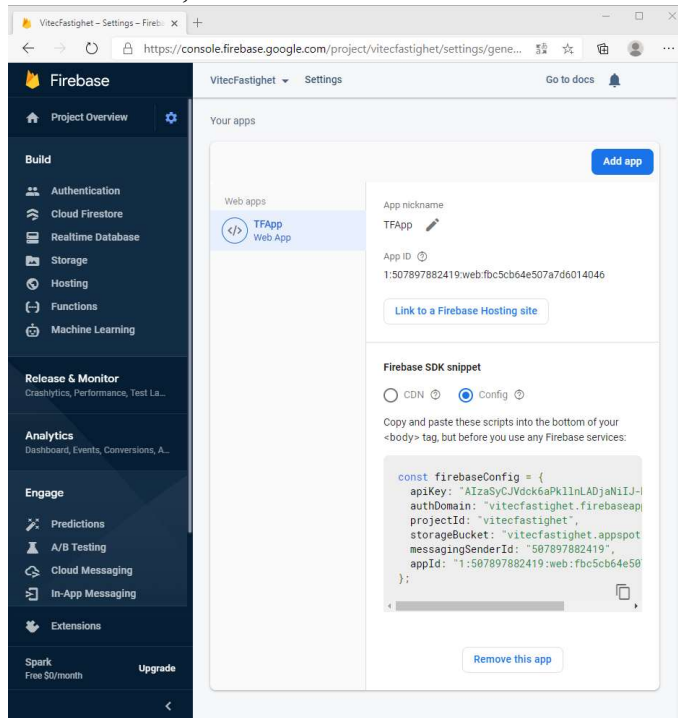 VitecFastighet – Settings – Fireb
https://console.firebase.google.com/project/vitecfastighet/settings/gene...
Firebase
VitecFastighet
Settings
Go to docs
Project Overview
Your apps
Build
Add app
Authentication
Cloud Firestore
Realtime Database
Storage
Hosting
Functions
Machine Learning
Web apps
TFApp
Web App
App nickname
TFApp
App ID
1:507897882419:web:fbc5cb64e507a7d6014046
Link to a Firebase Hosting site
Release & Monitor
Crashlytics, Performance, Test La...
Firebase SDK snippet
CDN
Config
Analytics
Dashboard, Events, Conversions, A...
Copy and paste these scripts into the bottom of your
<body> tag, but before you use any Firebase services:
Engage
Predictions
A/B Testing
Cloud Messaging
In-App Messaging
Extensions
const firebaseConfig = {
apiKey: "AIzaSyCJVdck6aPkllnLADjaNiIJ-
authDomain: "vitecfastighet.firebaseap
projectId: "vitecfastighet",
storageBucket: "vitecfastighet.appspot
messagingSenderId: "507897882419",
appId: "1:507897882419:web:fbc5cb64e50
};
Spark
Free $0/month
Upgrade
Remove this app